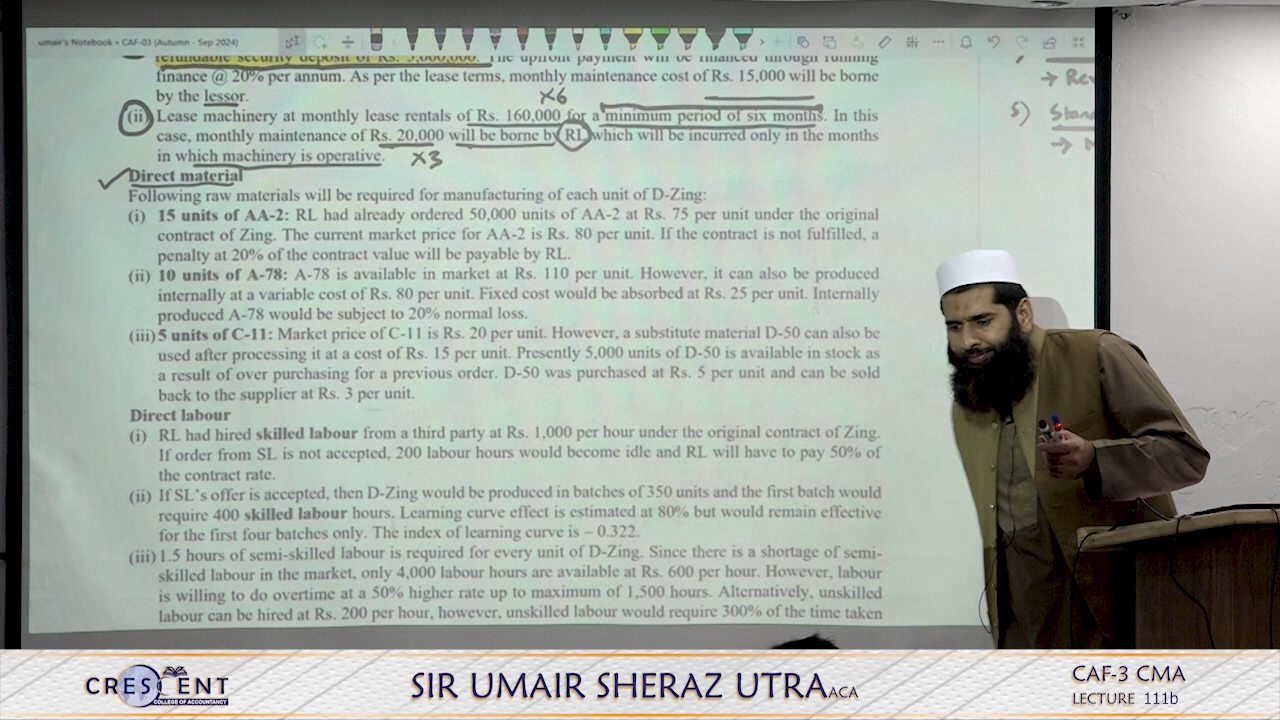 umair's Notebook » CAF-03 (Autumn - Sep 2024)
refundable security deposit of Rs. 5,000,000. The upfront payment will be financed through running
finance @ 20% per annum. As per the lease terms, monthly maintenance cost of Rs. 15,000 will be borne
by the lessor.
×6
(ii) Lease machinery at monthly lease rentals of Rs. 160,000 for a minimum period of six months. In this
case, monthly maintenance of Rs. 20,000 will be borne by RL which will be incurred only in the months
in which machinery is operative.
×3
Direct material
Following raw materials will be required for manufacturing of each unit of D-Zing:
(i) 15 units of AA-2: RL had already ordered 50,000 units of AA-2 at Rs. 75 per unit under the original
contract of Zing. The current market price for AA-2 is Rs. 80 per unit. If the contract is not fulfilled, a
penalty at 20% of the contract value will be payable by RL.
(ii) 10 units of A-78: A-78 is available in market at Rs. 110 per unit. However, it can also be produced
internally at a variable cost of Rs. 80 per unit. Fixed cost would be absorbed at Rs. 25 per unit. Internally
produced A-78 would be subject to 20% normal loss.
(iii) 5 units of C-11: Market price of C-11 is Rs. 20 per unit. However, a substitute material D-50 can also be
used after processing it at a cost of Rs. 15 per unit. Presently 5,000 units of D-50 is available in stock as
a result of over purchasing for a previous order. D-50 was purchased at Rs. 5 per unit and can be sold
back to the supplier at Rs. 3 per unit.
Direct labour
(i) RL had hired skilled labour from a third party at Rs. 1,000 per hour under the original contract of Zing.
If order from SL is not accepted, 200 labour hours would become idle and RL will have to pay 50% of
the contract rate.
(ii) If SL's offer is accepted, then D-Zing would be produced in batches of 350 units and the first batch would
require 400 skilled labour hours. Learning curve effect is estimated at 80% but would remain effective
for the first four batches only. The index of learning curve is – 0.322.
(iii) 1.5 hours of semi-skilled labour is required for every unit of D-Zing. Since there is a shortage of semi-
skilled labour in the market, only 4,000 labour hours are available at Rs. 600 per hour. However, labour
is willing to do overtime at a 50% higher rate up to maximum of 1,500 hours. Alternatively, unskilled
labour can be hired at Rs. 200 per hour, however, unskilled labour would require 300% of the time taken
→ Rev
5) Stan
CRESCENT
COLLEGE OF ACCOUNTANCY
SIR UMAIR SHERAZ UTRA ACA
CAF-3 CMA
LECTURE 111b